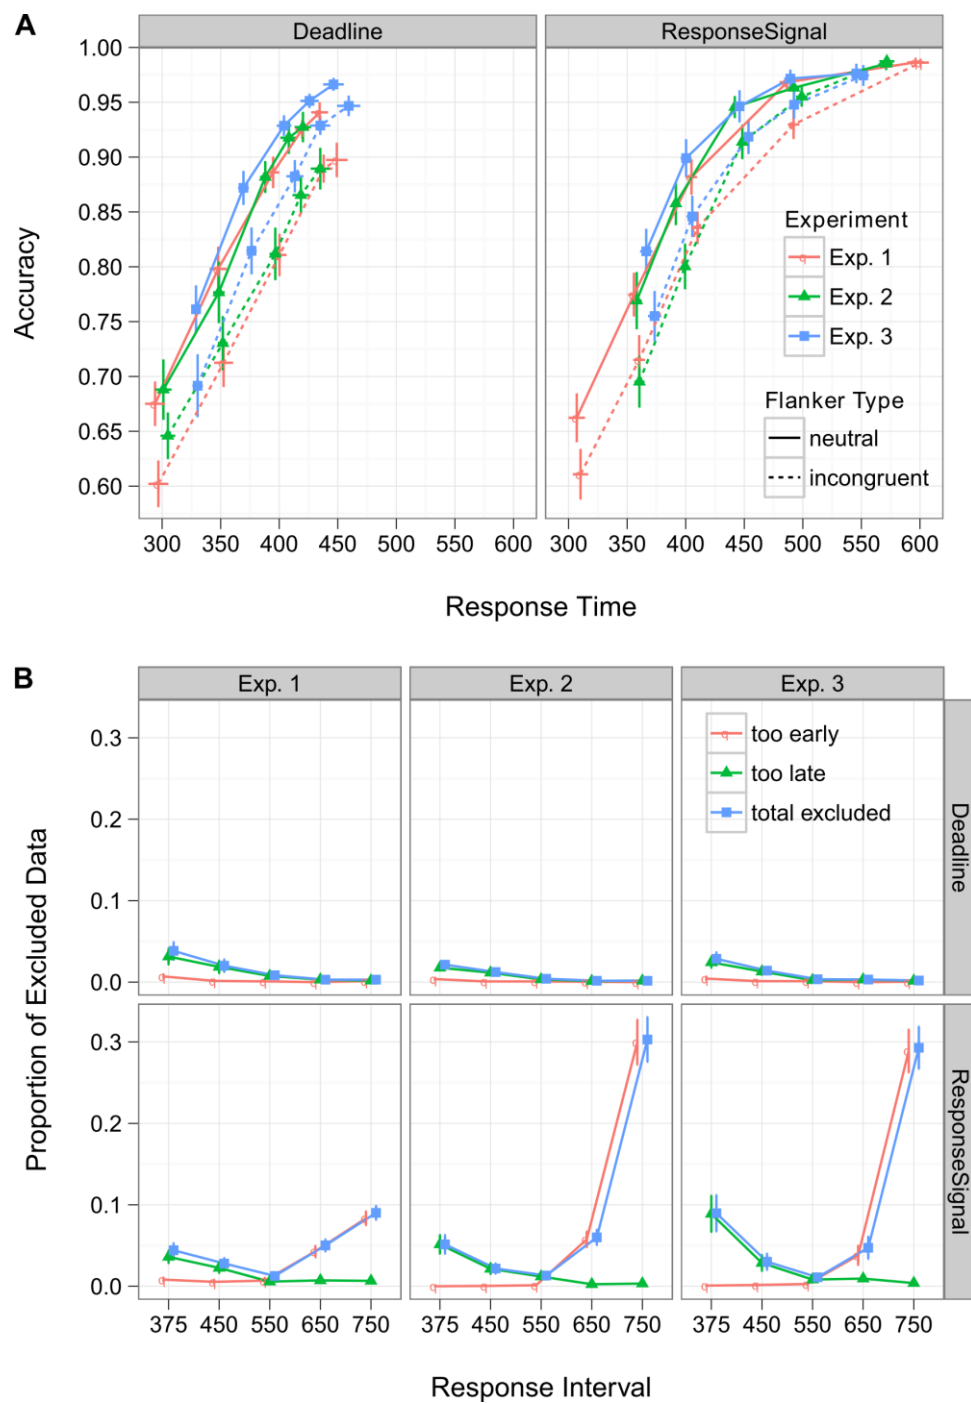 A
Deadline
ResponseSignal
1.00
0.95
0.90
0.85
0.80
0.75
0.70
0.65
0.60
Accuracy
Experiment
Exp. 1
Exp. 2
Exp. 3
Flanker Type
neutral
incongruent
300 350 400 450 500 550 600
300 350 400 450 500 550 600
Response Time
B
Exp. 1
Exp. 2
Exp. 3
0.3
0.2
0.1
0.0
too early
too late
total excluded
Deadline
Proportion of Excluded Data
0.3
0.2
0.1
0.0
ResponseSignal
375 450 550 650 750
375 450 550 650 750
375 450 550 650 750
Response Interval